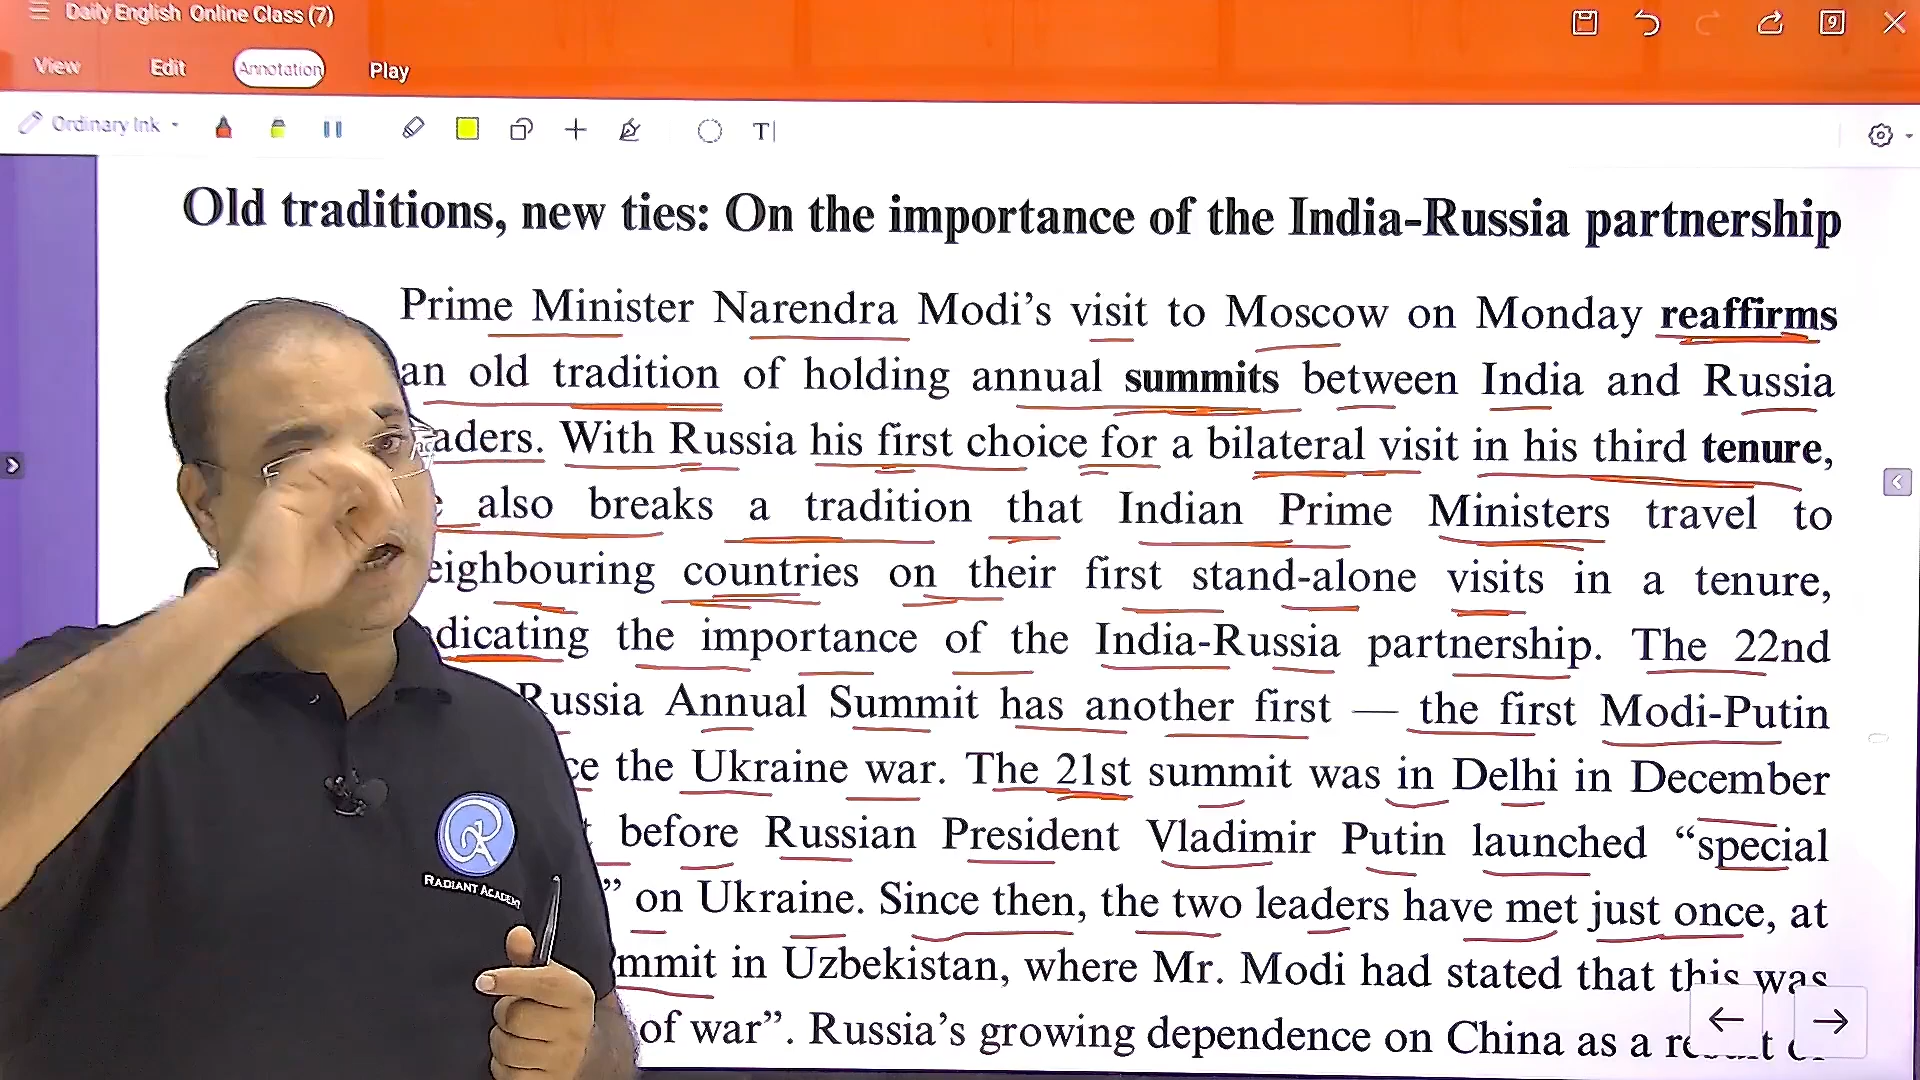 Daily English Online Class (7)
9
View Edit Annotation Play
Ordinary Ink T|
Old traditions, new ties: On the importance of the India-Russia partnership
Prime Minister Narendra Modi's visit to Moscow on Monday reaffirms
an old tradition of holding annual summits between India and Russia
aders. With Russia his first choice for a bilateral visit in his third tenure,
also breaks a tradition that Indian Prime Ministers travel to
eighbouring countries on their first stand-alone visits in a tenure,
dicating the importance of the India-Russia partnership. The 22nd
Russia Annual Summit has another first — the first Modi-Putin
ce the Ukraine war. The 21st summit was in Delhi in December
before Russian President Vladimir Putin launched “special
” on Ukraine. Since then, the two leaders have met just once, at
mmit in Uzbekistan, where Mr. Modi had stated that this was
of war”. Russia's growing dependence on China as a
RADIANT ACADEMY